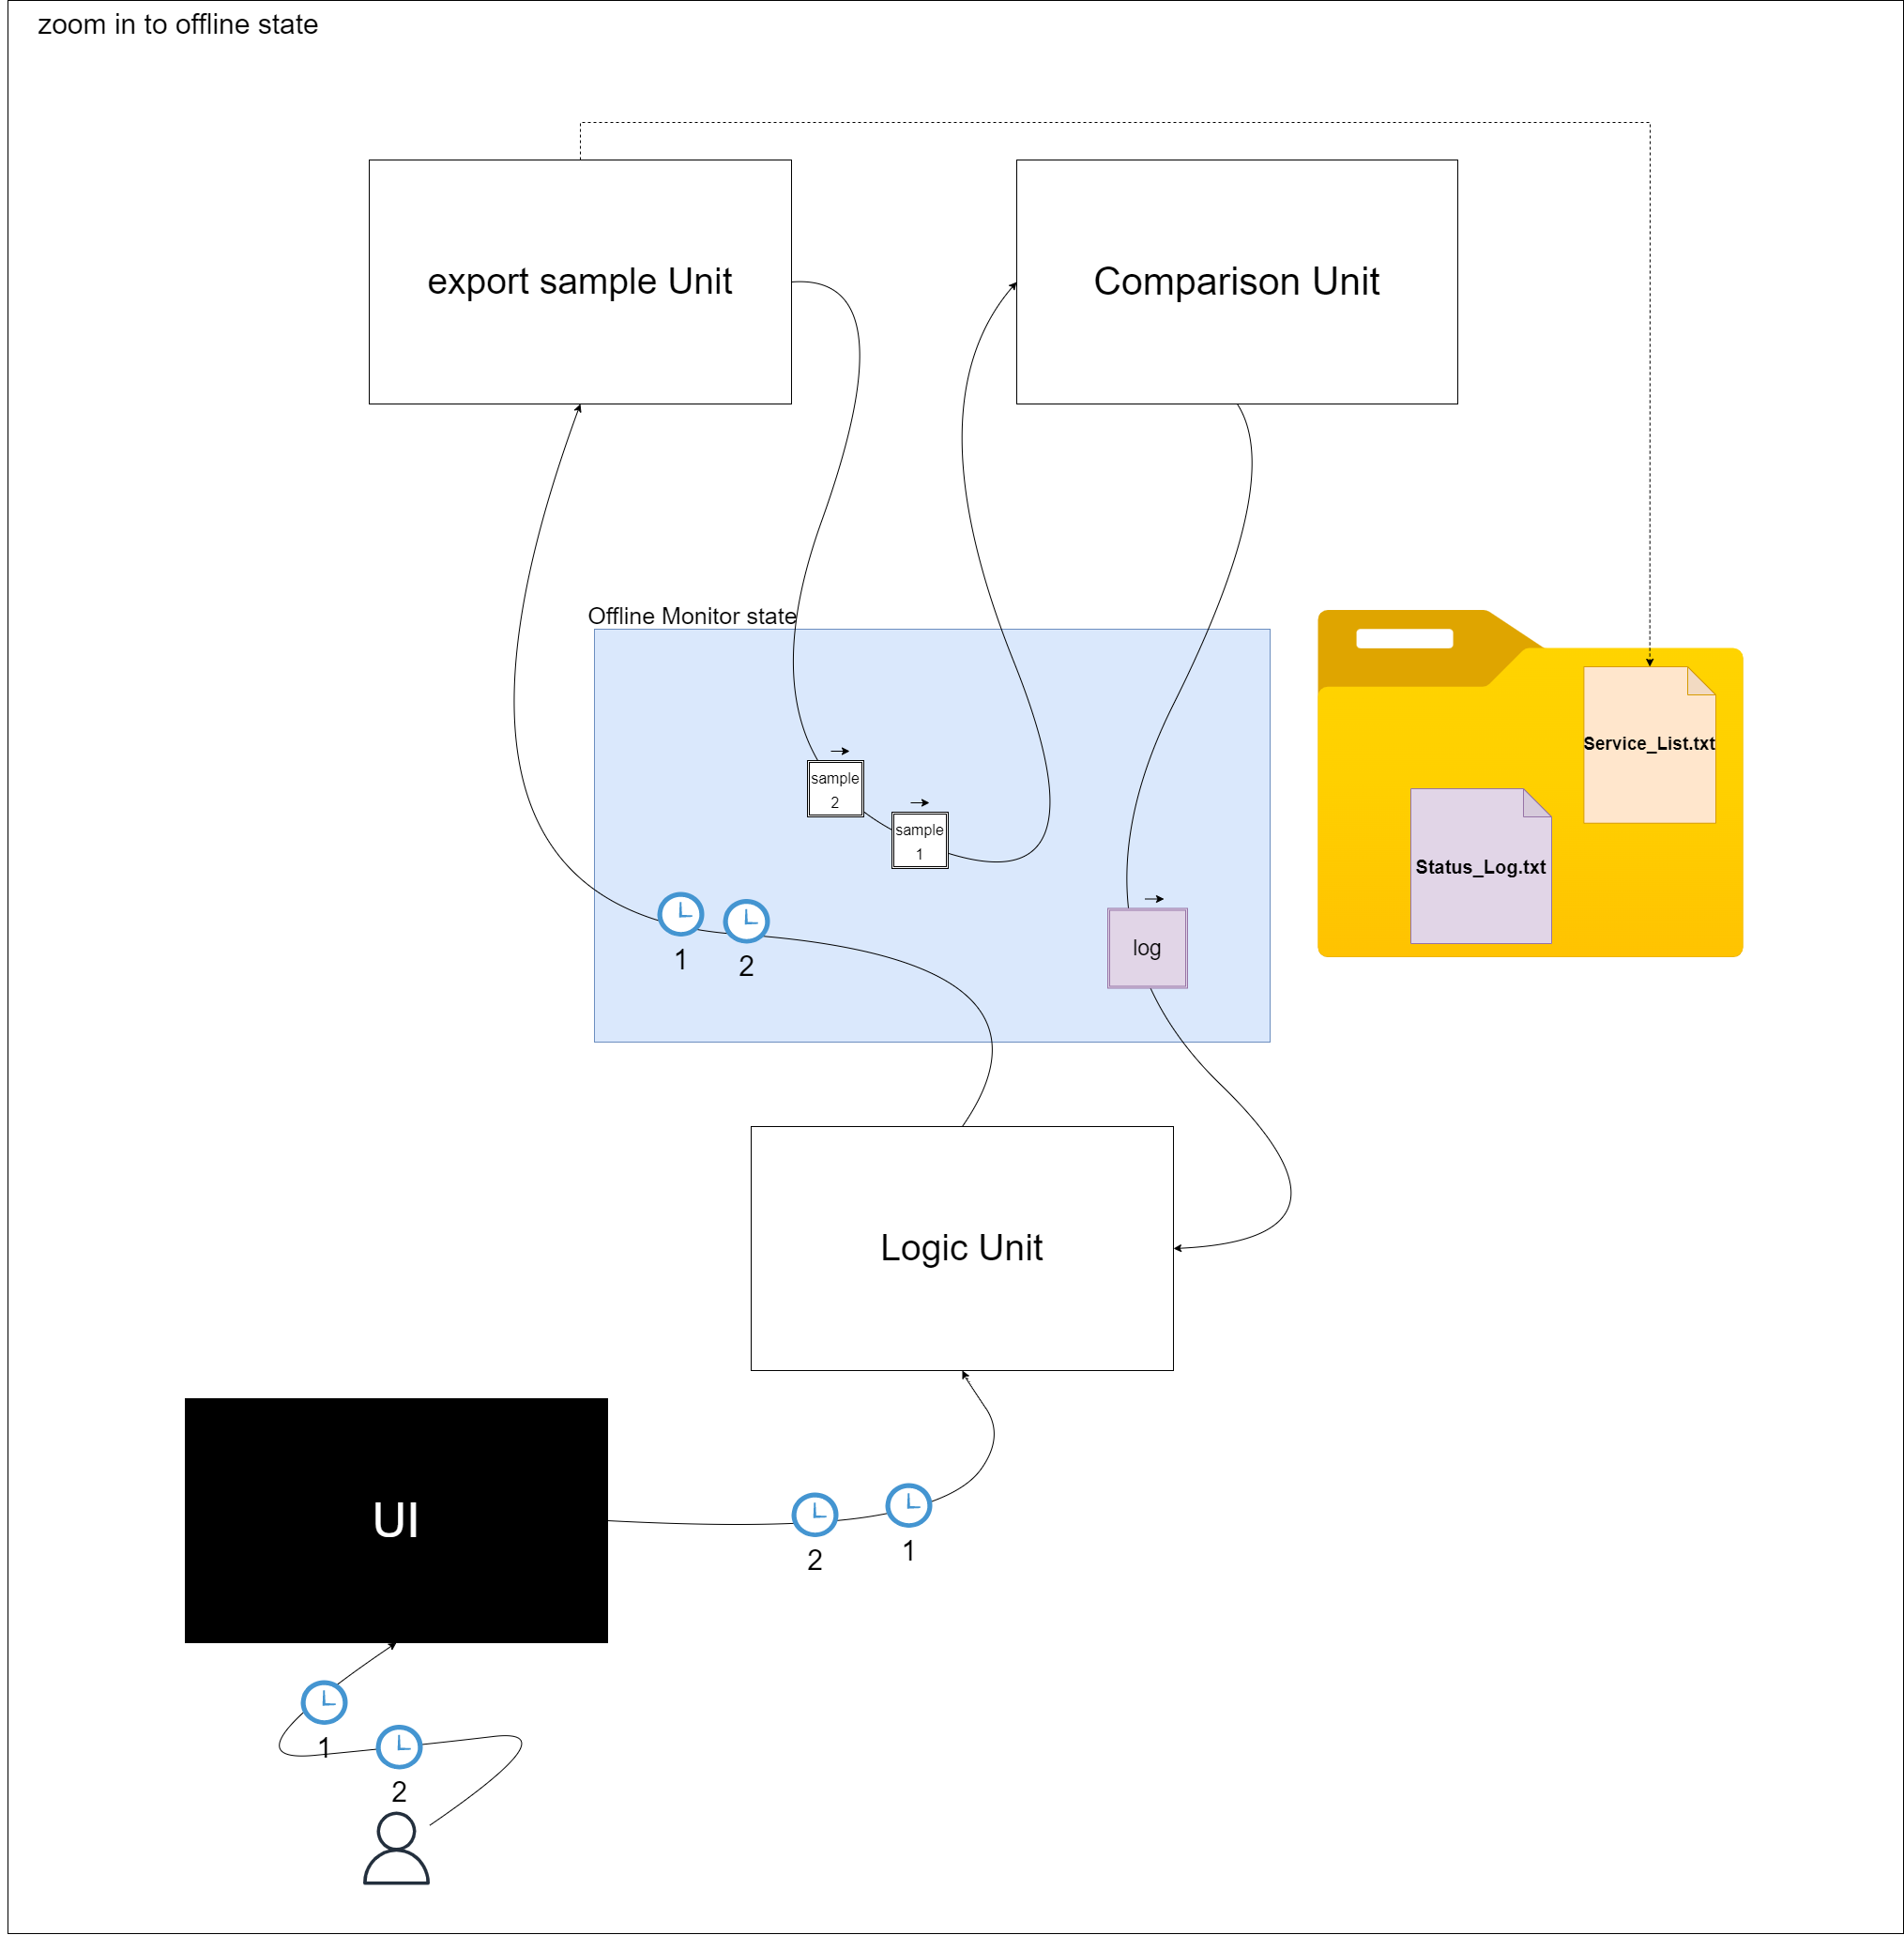 zoom in to offline state
export sample Unit
Comparison Unit
Offline Monitor state
Service_List.txt
sample
2
sample
1
Status_Log.txt
1
2
log
Logic Unit
UI
2
1
1
2